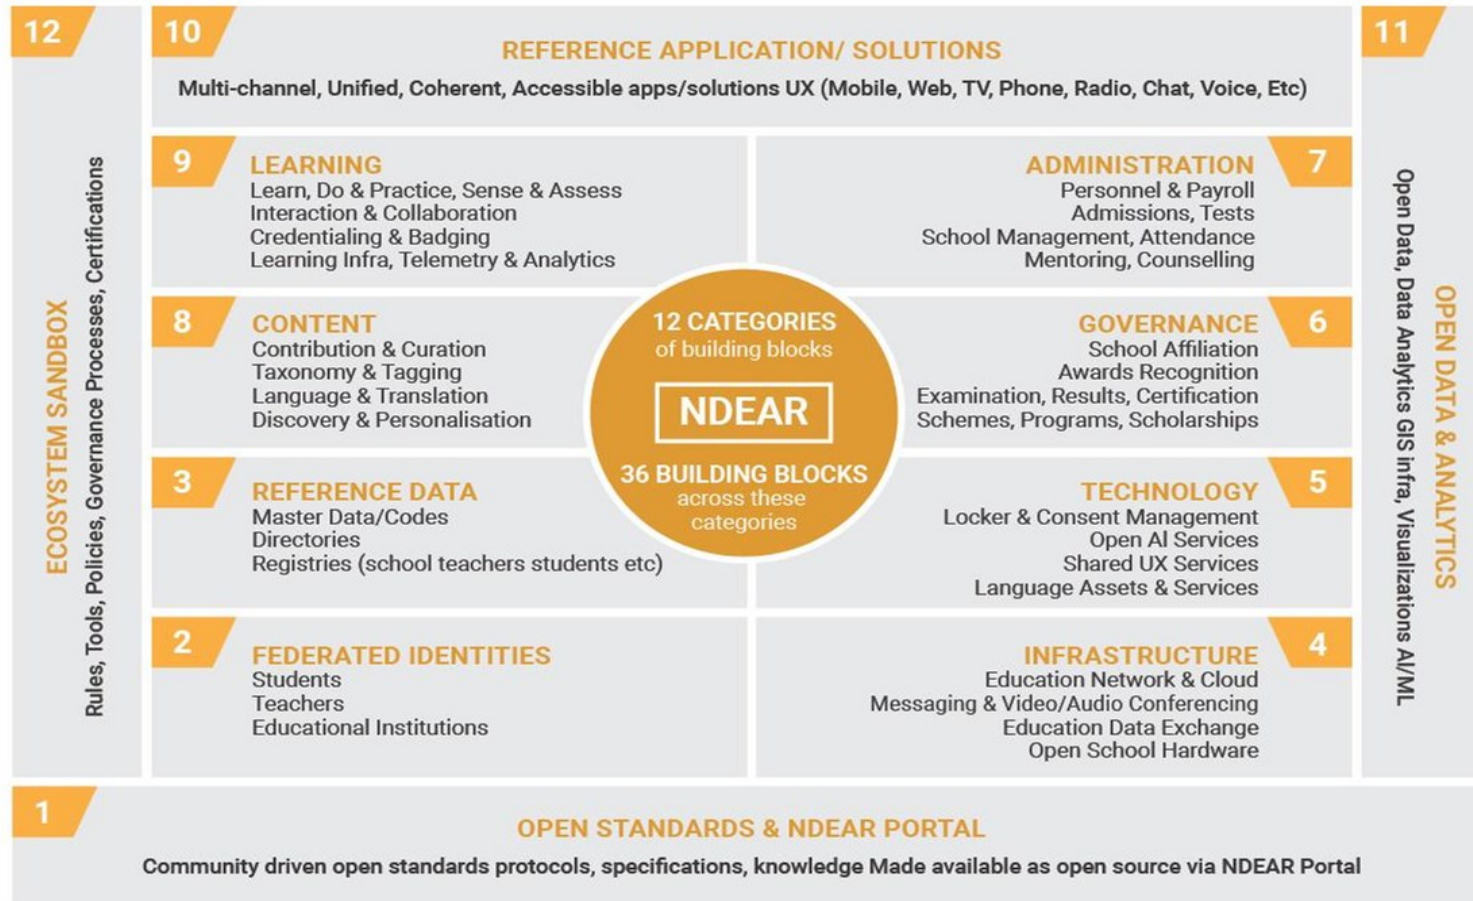 12
ECOSYSTEM SANDBOX
Rules, Tools, Policies, Governance Processes, Certifications
10
REFERENCE APPLICATION/ SOLUTIONS
Multi-channel, Unified, Coherent, Accessible apps/solutions UX (Mobile, Web, TV, Phone, Radio, Chat, Voice, Etc)
11
Open Data, Data Analytics GIS infra, Visualizations AI/ML
OPEN DATA & ANALYTICS
9
LEARNING
Learn, Do & Practice, Sense & Assess
Interaction & Collaboration
Credentialing & Badging
Learning Infra, Telemetry & Analytics
7
ADMINISTRATION
Personnel & Payroll
Admissions, Tests
School Management, Attendance
Mentoring, Counselling
8
CONTENT
Contribution & Curation
Taxonomy & Tagging
Language & Translation
Discovery & Personalisation
12 CATEGORIES
of building blocks
NDEAR
36 BUILDING BLOCKS
across these
categories
6
GOVERNANCE
School Affiliation
Awards Recognition
Examination, Results, Certification
Schemes, Programs, Scholarships
3
REFERENCE DATA
Master Data/Codes
Directories
Registries (school teachers students etc)
5
TECHNOLOGY
Locker & Consent Management
Open AI Services
Shared UX Services
Language Assets & Services
2
FEDERATED IDENTITIES
Students
Teachers
Educational Institutions
4
INFRASTRUCTURE
Education Network & Cloud
Messaging & Video/Audio Conferencing
Education Data Exchange
Open School Hardware
1
OPEN STANDARDS & NDEAR PORTAL
Community driven open standards protocols, specifications, knowledge Made available as open source via NDEAR Portal